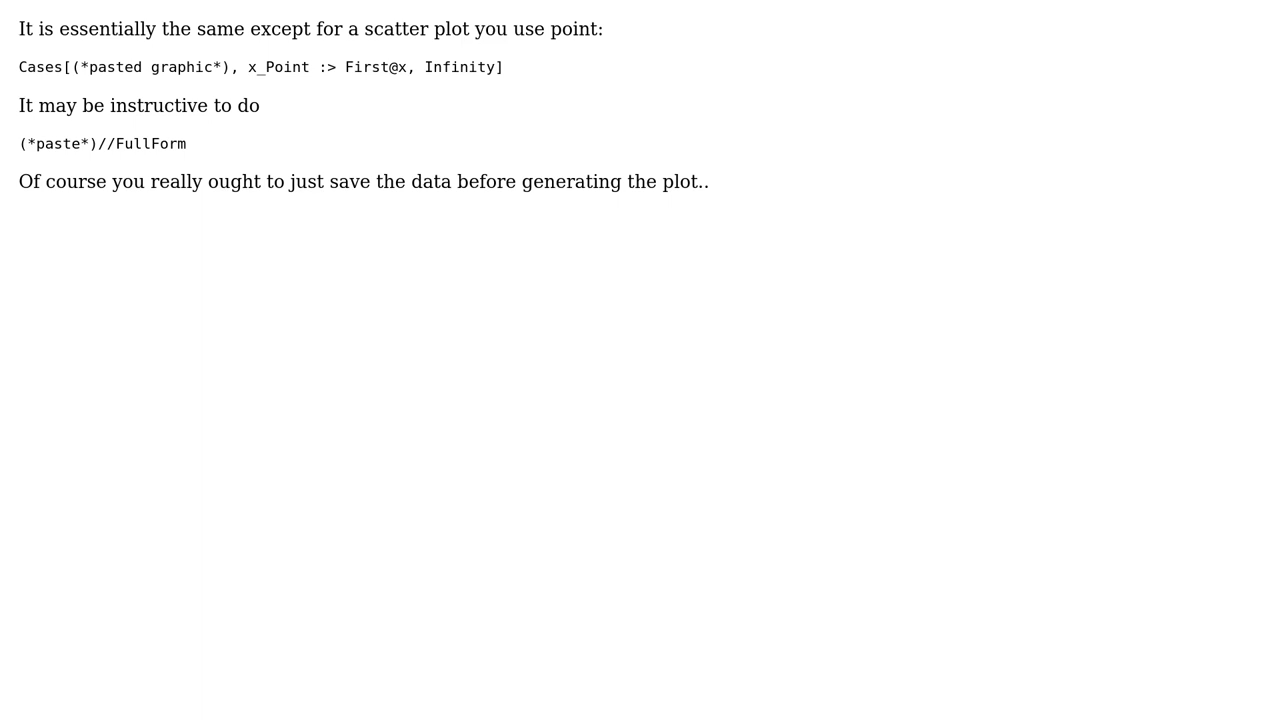 It is essentially the same except for a scatter plot you use point:
Cases[(*pasted graphic*), x_Point :> First@x, Infinity]
It may be instructive to do
(*paste*)//FullForm
Of course you really ought to just save the data before generating the plot..